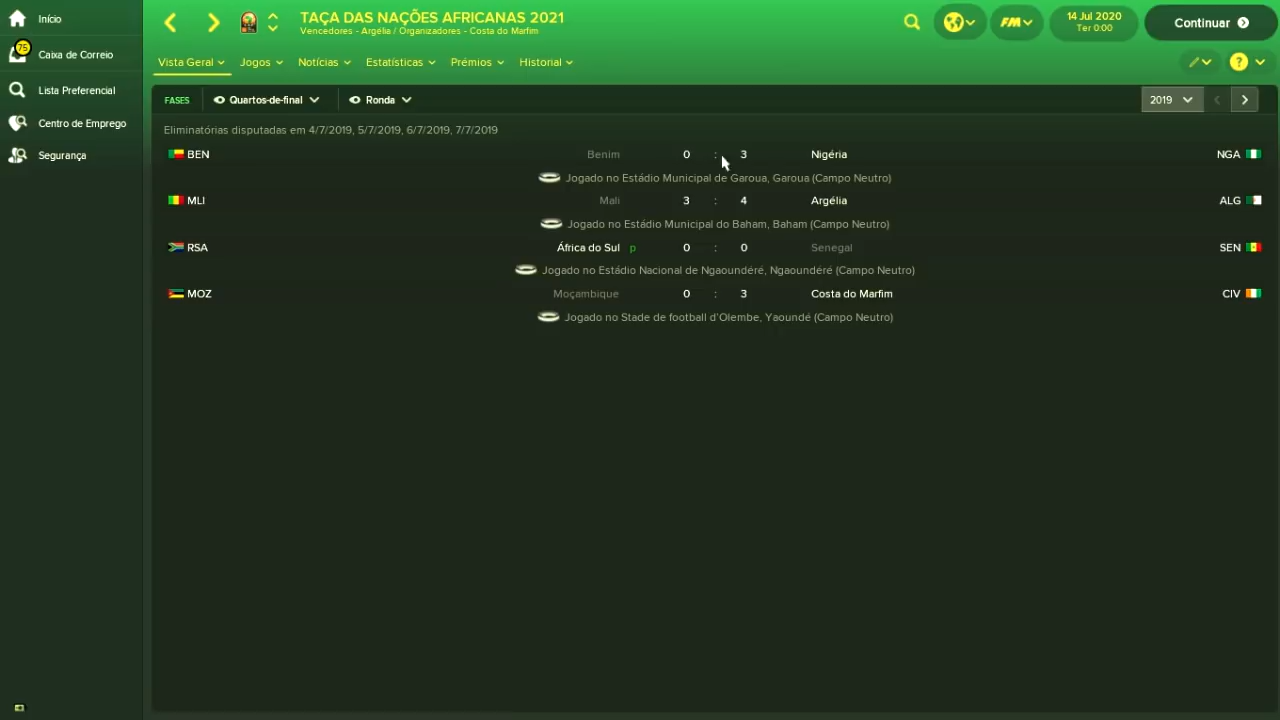 Início
75
Caixa de Correio
Lista Preferencial
Centro de Emprego
Segurança
TAÇA DAS NAÇÕES AFRICANAS 2021
Vencedores - Argélia / Organizadores - Costa do Marfim
FM
14 Jul 2020
Ter 0:00
Continuar
Vista Geral
Jogos
Notícias
Estatísticas
Prémios
Historial
?
FASES
Quartos-de-final
Ronda
2019
Eliminatórias disputadas em 4/7/2019, 5/7/2019, 6/7/2019, 7/7/2019
BEN Benim 0 : 3 Nigéria NGA
Jogado no Estádio Municipal de Garoua, Garoua (Campo Neutro)
MLI Mali 3 : 4 Argélia ALG
Jogado no Estádio Municipal do Baham, Baham (Campo Neutro)
RSA África do Sul p 0 : 0 Senegal SEN
Jogado no Estádio Nacional de Ngaoundéré, Ngaoundéré (Campo Neutro)
MOZ Moçambique 0 : 3 Costa do Marfim CIV
Jogado no Stade de football d'Olembe, Yaoundé (Campo Neutro)